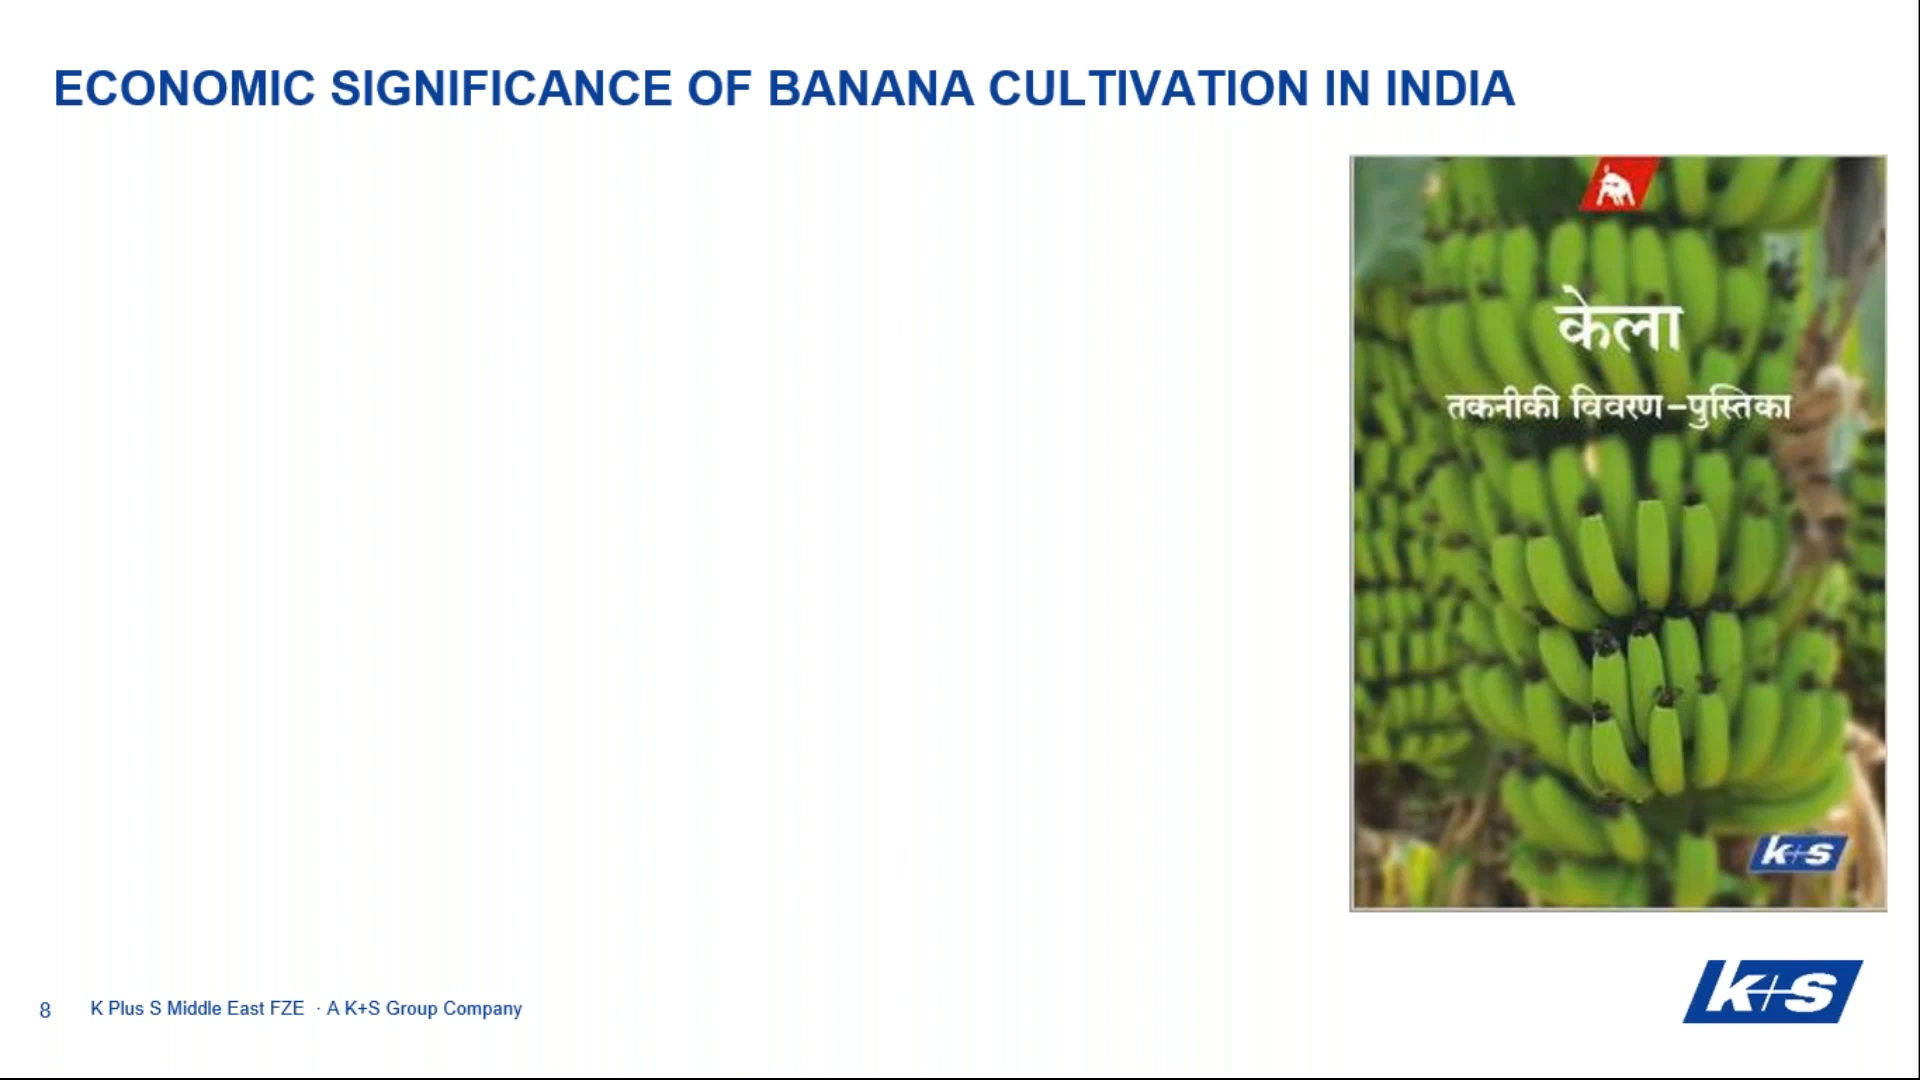 ECONOMIC SIGNIFICANCE OF BANANA CULTIVATION IN INDIA
केला
तकनीकी विवरण–पुस्तिका
k+s
8 K Plus S Middle East FZE · A K+S Group Company
k+s